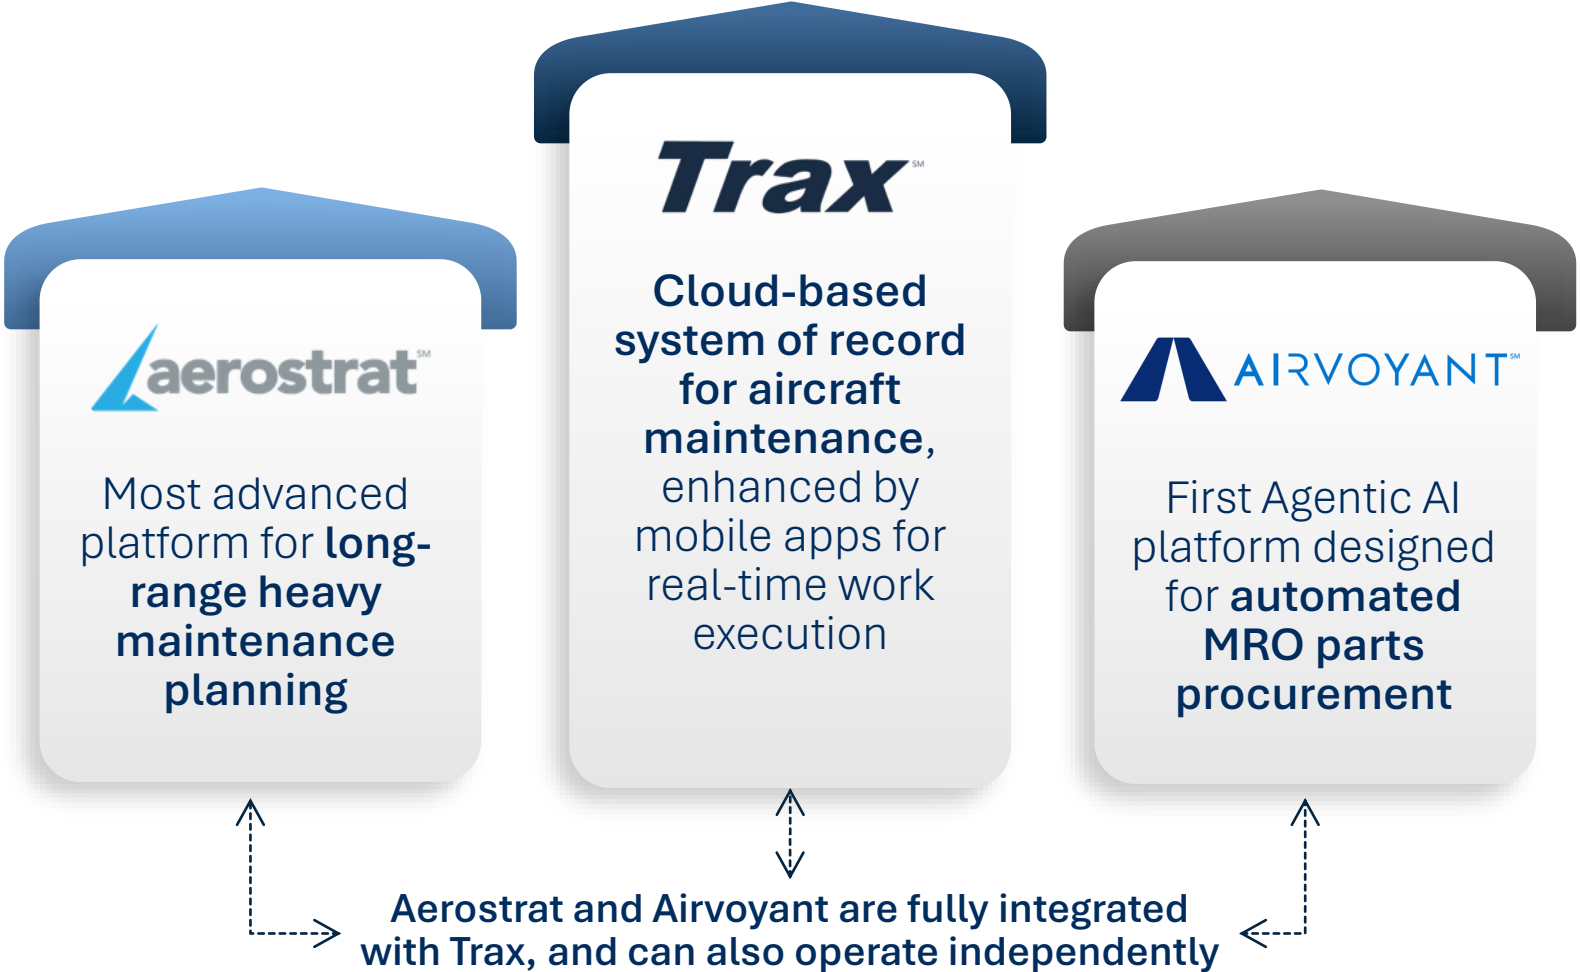 aerostrat℠
Most advanced
platform for long-
range heavy
maintenance
planning
Trax℠
Cloud-based
system of record
for aircraft
maintenance,
enhanced by
mobile apps for
real-time work
execution
AIRVOYANT℠
First Agentic AI
platform designed
for automated
MRO parts
procurement
Aerostrat and Airvoyant are fully integrated
with Trax, and can also operate independently